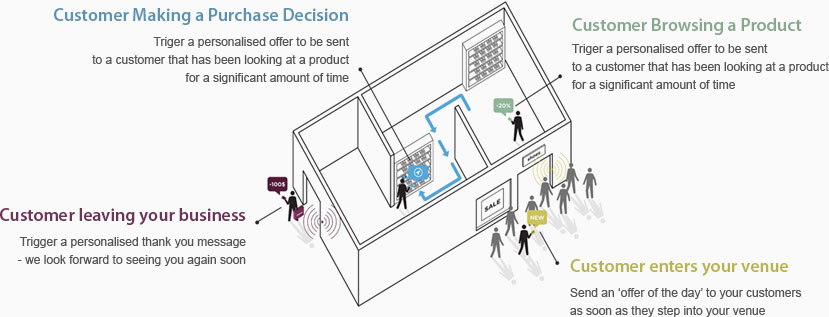 Customer Making a Purchase Decision
Triger a personalised offer to be sent
to a customer that has been looking at a product
for a significant amount of time
Customer Browsing a Product
Triger a personalised offer to be sent
to a customer that has been looking at a product
for a significant amount of time
-20%
shoes
-100$
SALE
NEW
Customer leaving your business
Trigger a personalised thank you message
- we look forward to seeing you again soon
Customer enters your venue
Send an ‘offer of the day’ to your customers
as soon as they step into your venue